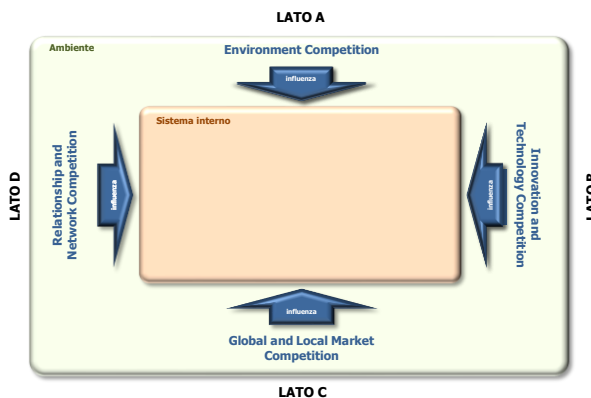 LATO A
Ambiente
Environment Competition
influenza
Sistema interno
LATO D
Relationship and
Network Competition
influenza
influenza
Innovation and
Technology Competition
LATO B
influenza
Global and Local Market
Competition
LATO C